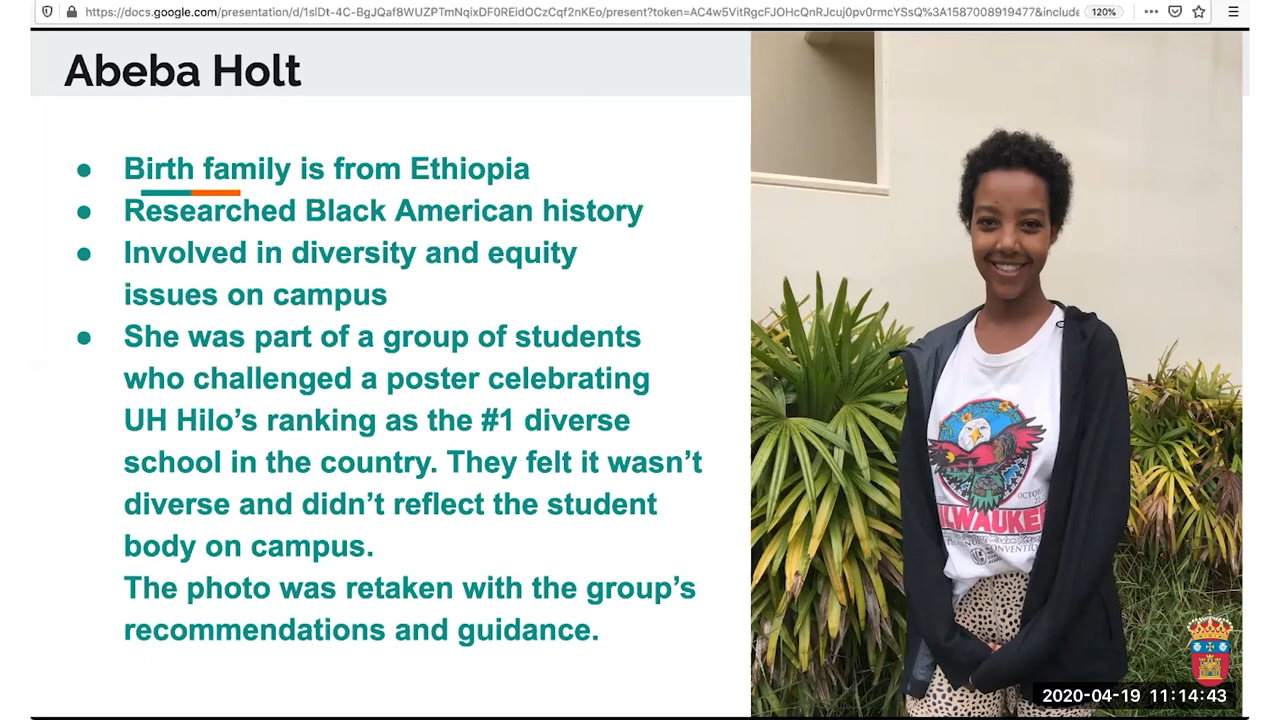 https://docs.google.com/presentation/d/1slDt-4C-BgJQaf8WUZPTmNqixDF0REidOCzCqf2nKEo/present?token=AC4w5VitRgcFJOHcQnRJcuj0pv0rmcYSsQ%3A1587008919477&include
120%
Abeba Holt
● Birth family is from Ethiopia
● Researched Black American history
● Involved in diversity and equity
issues on campus
● She was part of a group of students
who challenged a poster celebrating
UH Hilo’s ranking as the #1 diverse
school in the country. They felt it wasn’t
diverse and didn’t reflect the student
body on campus.
The photo was retaken with the group’s
recommendations and guidance.
2020-04-19 11:14:43